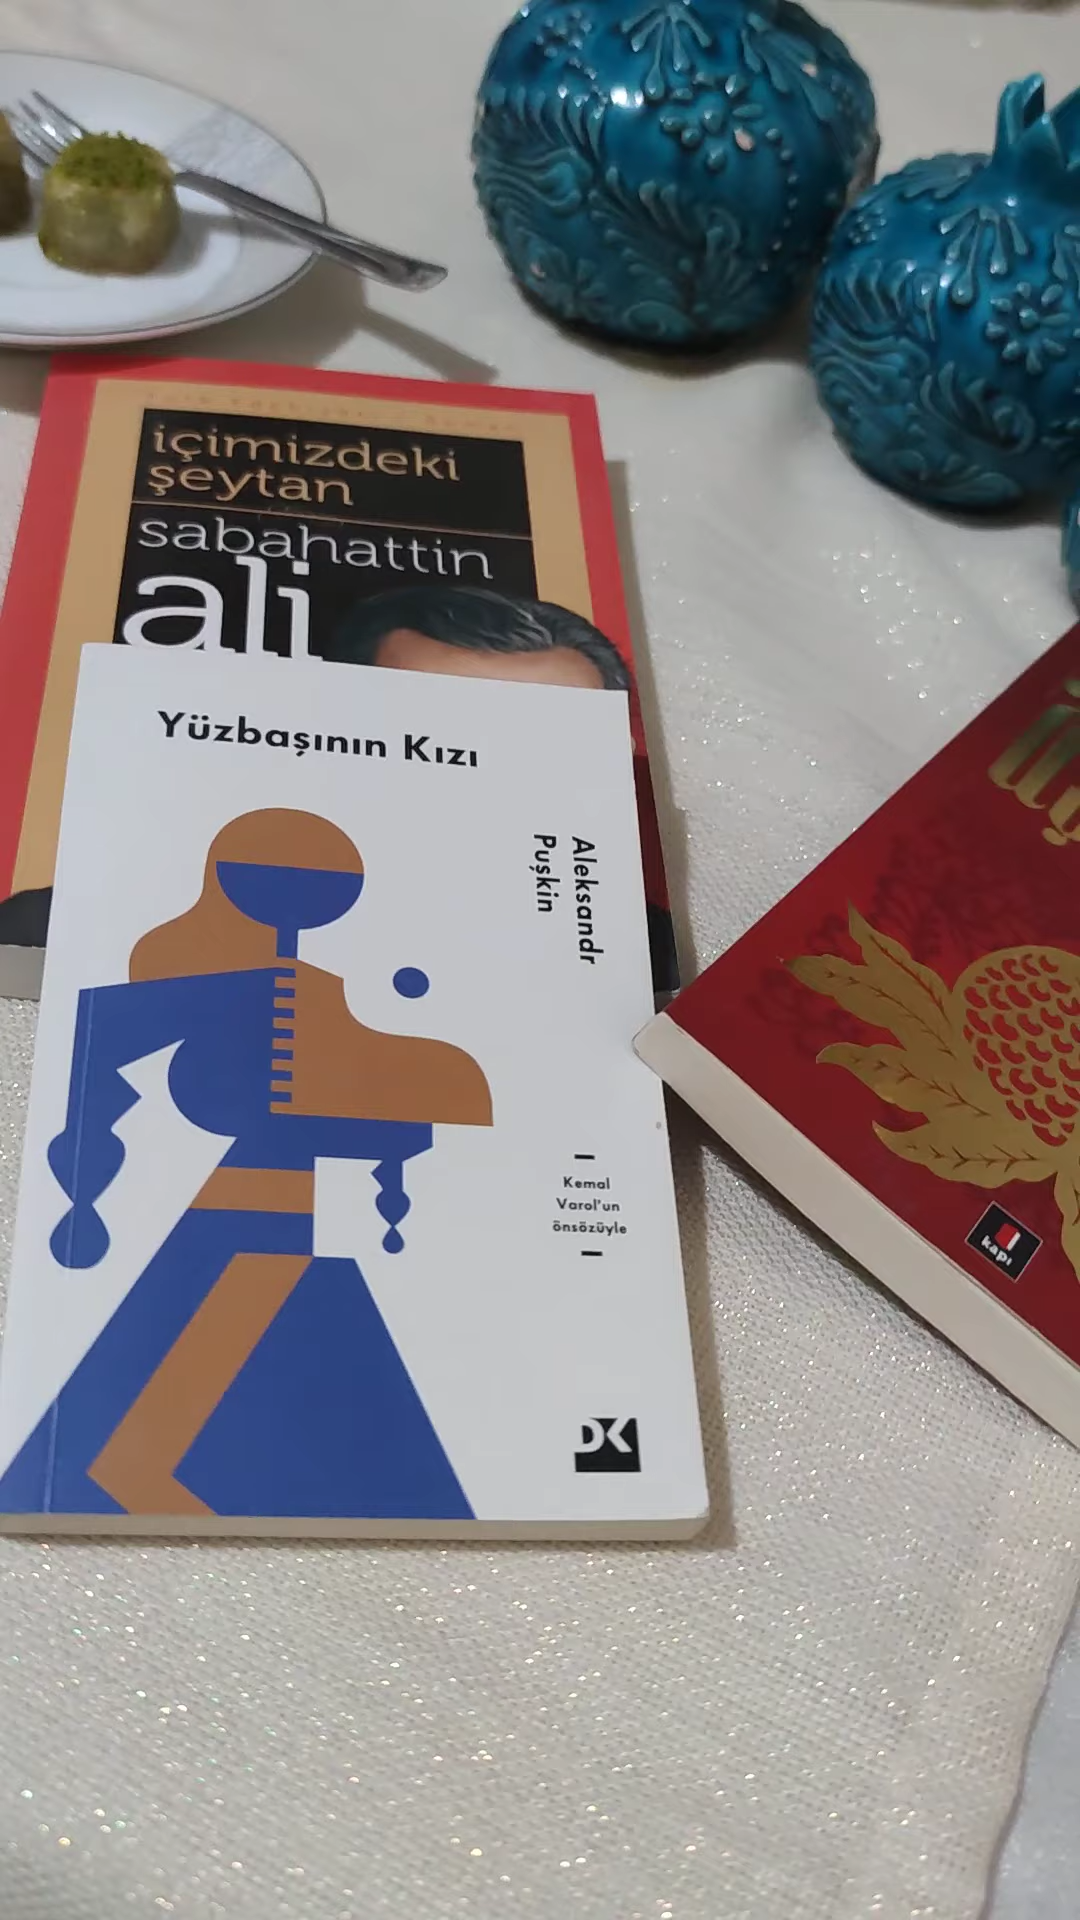 içimizdeki
şeytan
sabahattin
ali
Yüzbaşının Kızı
Aleksandr
Puşkin
Kemal
Varol'un
önsözüyle
DK
kapı